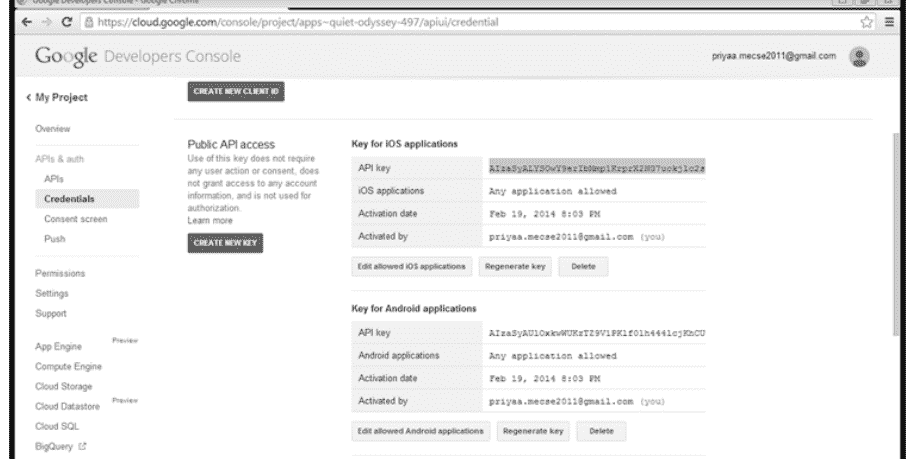 Google Developers Console - Google Chrome
https://cloud.google.com/console/project/apps~quiet-odyssey-497/apiui/credential
Google Developers Console
priyaa.mecse2011@gmail.com
< My Project
Overview
APIs & auth
APIs
Credentials
Consent screen
Push
Permissions
Settings
Support
App Engine Preview
Compute Engine
Cloud Storage
Cloud Datastore Preview
Cloud SQL
BigQuery
CREATE NEW CLIENT ID
Public API access
Use of this key does not require
any user action or consent, does
not grant access to any account
information, and is not used for
authorization.
Learn more
CREATE NEW KEY
Key for iOS applications
API key
iOS applications Any application allowed
Activation date Feb 19, 2014 8:03 PM
Activated by priyaa.mecse2011@gmail.com (you)
Edit allowed iOS applications Regenerate key Delete
Key for Android applications
API key
Android applications Any application allowed
Activation date Feb 19, 2014 8:03 PM
Activated by priyaa.mecse2011@gmail.com (you)
Edit allowed Android applications Regenerate key Delete